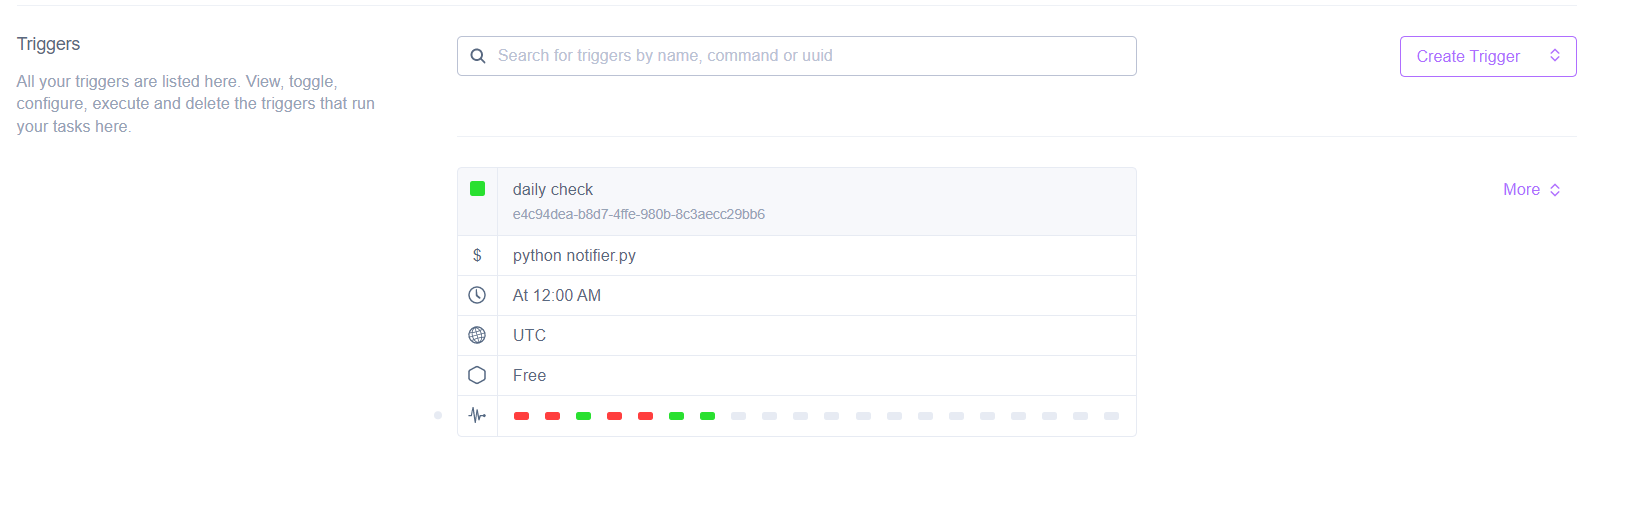 Triggers
All your triggers are listed here. View, toggle,
configure, execute and delete the triggers that run
your tasks here.
Search for triggers by name, command or uuid
Create Trigger
daily check
e4c94dea-b8d7-4ffe-980b-8c3aecc29bb6
More
$ python notifier.py
At 12:00 AM
UTC
Free